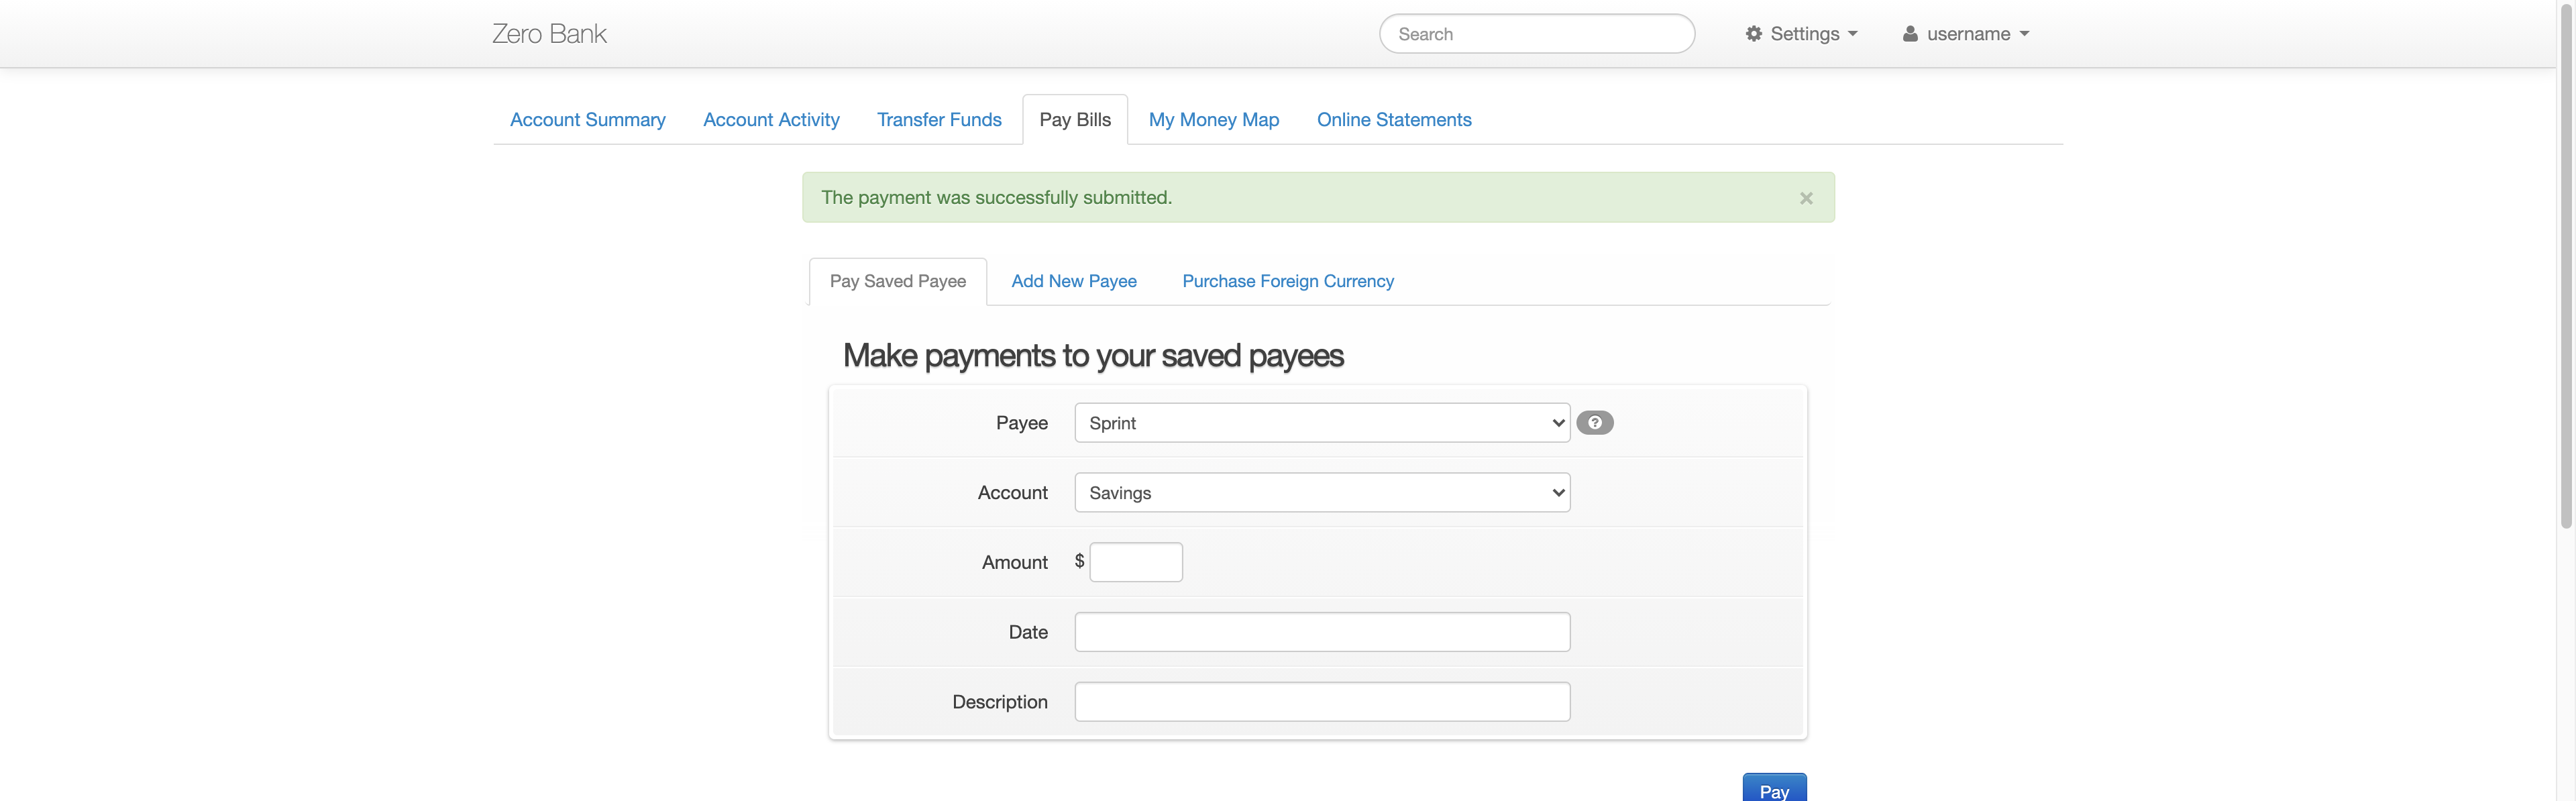 Zero Bank
Search
Settings
username
Account Summary
Account Activity
Transfer Funds
Pay Bills
My Money Map
Online Statements
The payment was successfully submitted.
×
Pay Saved Payee
Add New Payee
Purchase Foreign Currency
Make payments to your saved payees
Payee
Sprint
?
Account
Savings
Amount
$
Date
Description
Pay